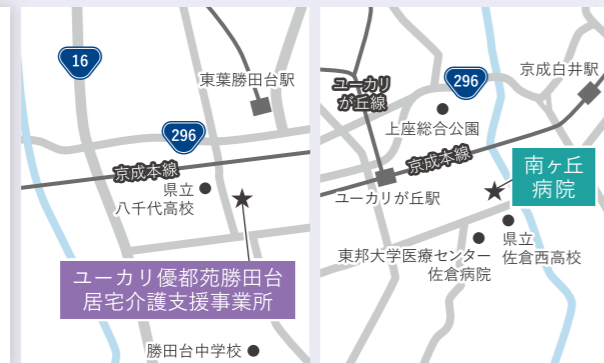 16
東葉勝田台駅
296
京成本線
県立
八千代高校
ユーカリ優都苑勝田台
居宅介護支援事業所
勝田台中学校
ユーカリ
が丘線
296
京成白井駅
上座総合公園
京成本線
南ヶ丘
病院
ユーカリが丘駅
県立
佐倉西高校
東邦大学医療センター
佐倉病院